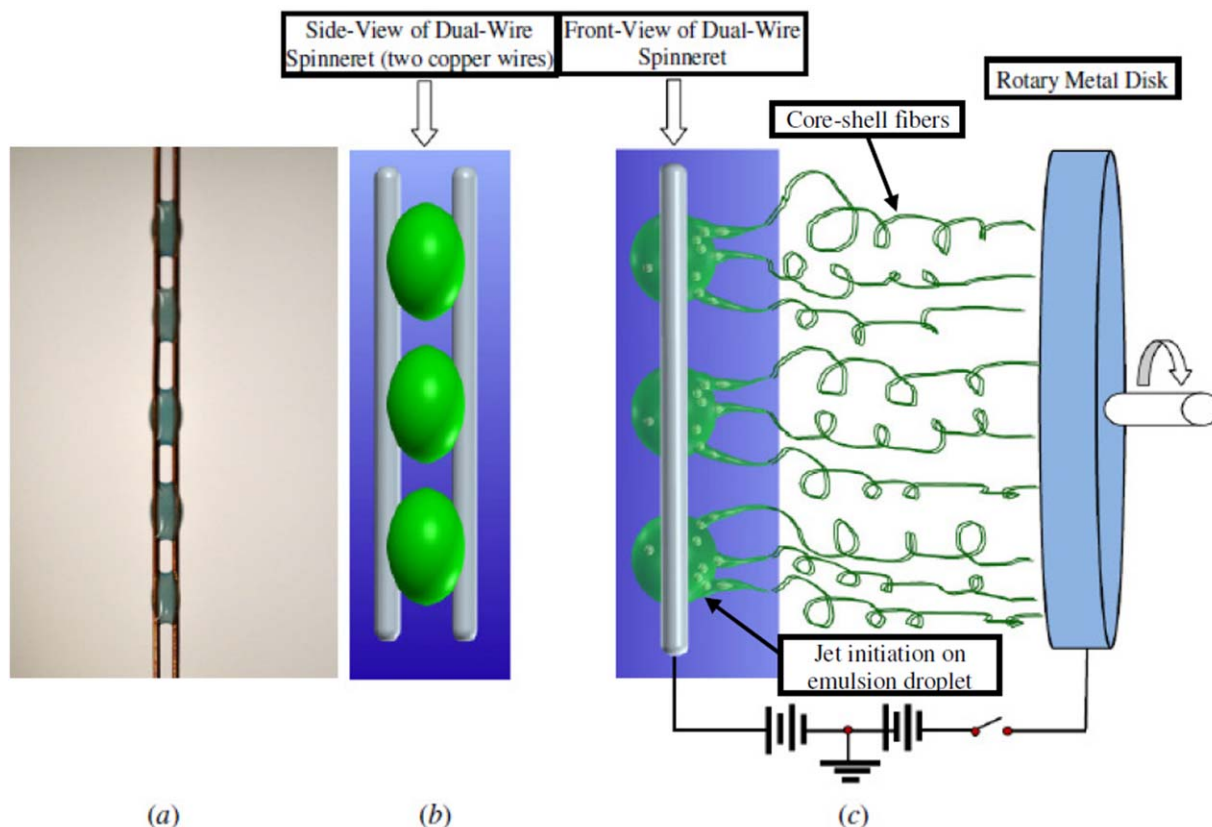 Side-View of Dual-Wire
Spinneret (two copper wires)
Front-View of Dual-Wire
Spinneret
Rotary Metal Disk
Core-shell fibers
Jet initiation on
emulsion droplet
(a)
(b)
(c)